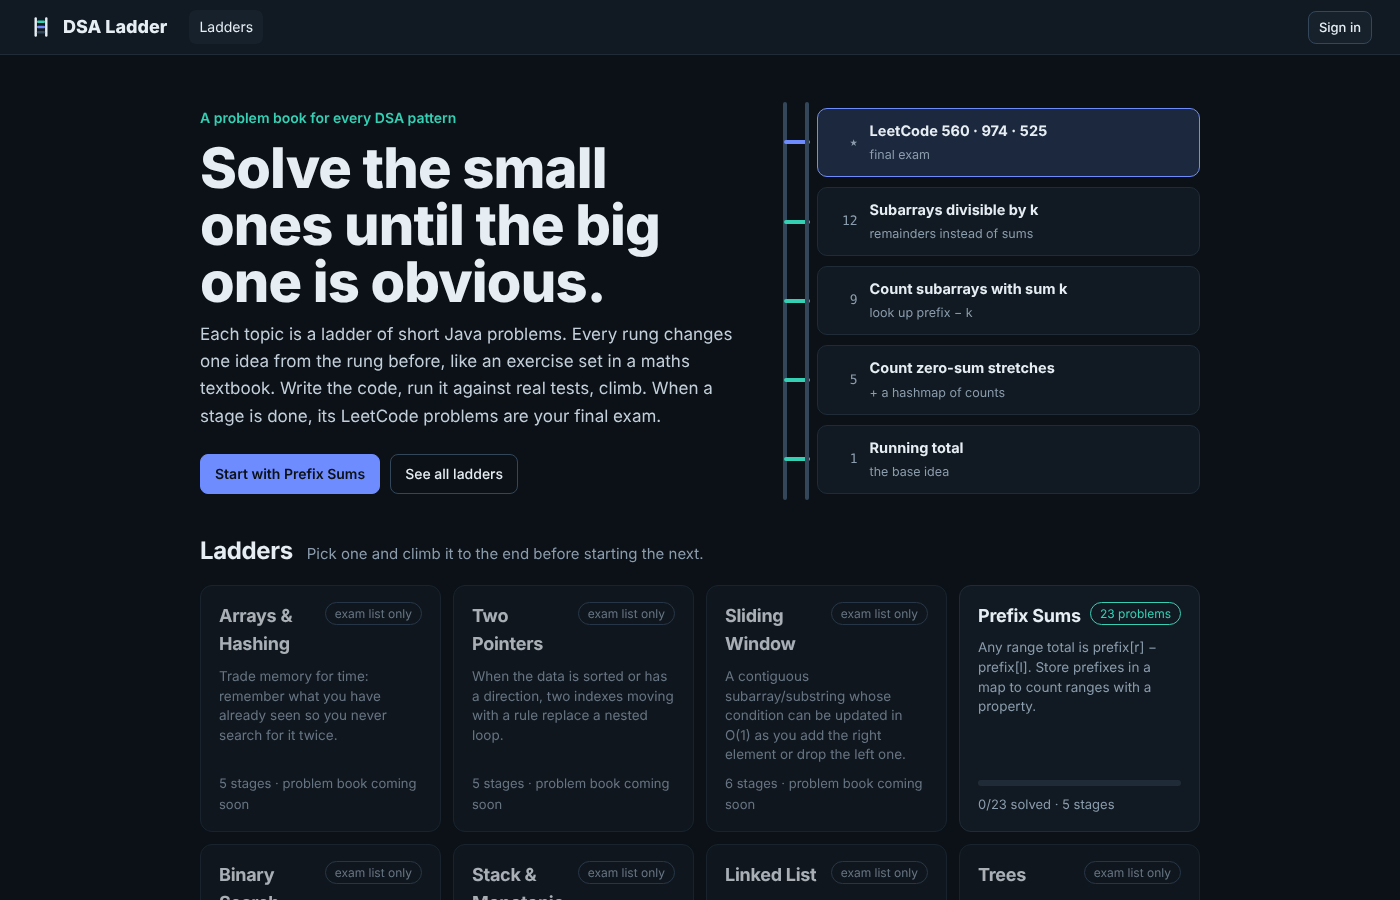 DSA Ladder
Ladders
Sign in
A problem book for every DSA pattern
Solve the small
ones until the big
one is obvious.
Each topic is a ladder of short Java problems. Every rung changes
one idea from the rung before, like an exercise set in a maths
textbook. Write the code, run it against real tests, climb. When a
stage is done, its LeetCode problems are your final exam.
Start with Prefix Sums
See all ladders
★
LeetCode 560 · 974 · 525
final exam
12
Subarrays divisible by k
remainders instead of sums
9
Count subarrays with sum k
look up prefix − k
5
Count zero-sum stretches
+ a hashmap of counts
1
Running total
the base idea
Ladders
Pick one and climb it to the end before starting the next.
Arrays &
Hashing
exam list only
Trade memory for time:
remember what you have
already seen so you never
search for it twice.
5 stages · problem book coming
soon
Two
Pointers
exam list only
When the data is sorted or has
a direction, two indexes moving
with a rule replace a nested
loop.
5 stages · problem book coming
soon
Sliding
Window
exam list only
A contiguous
subarray/substring whose
condition can be updated in
O(1) as you add the right
element or drop the left one.
6 stages · problem book coming
soon
Prefix Sums
23 problems
Any range total is prefix[r] −
prefix[l]. Store prefixes in a
map to count ranges with a
property.
0/23 solved · 5 stages
Binary
exam list only
Stack &
exam list only
Linked List
exam list only
Trees
exam list only